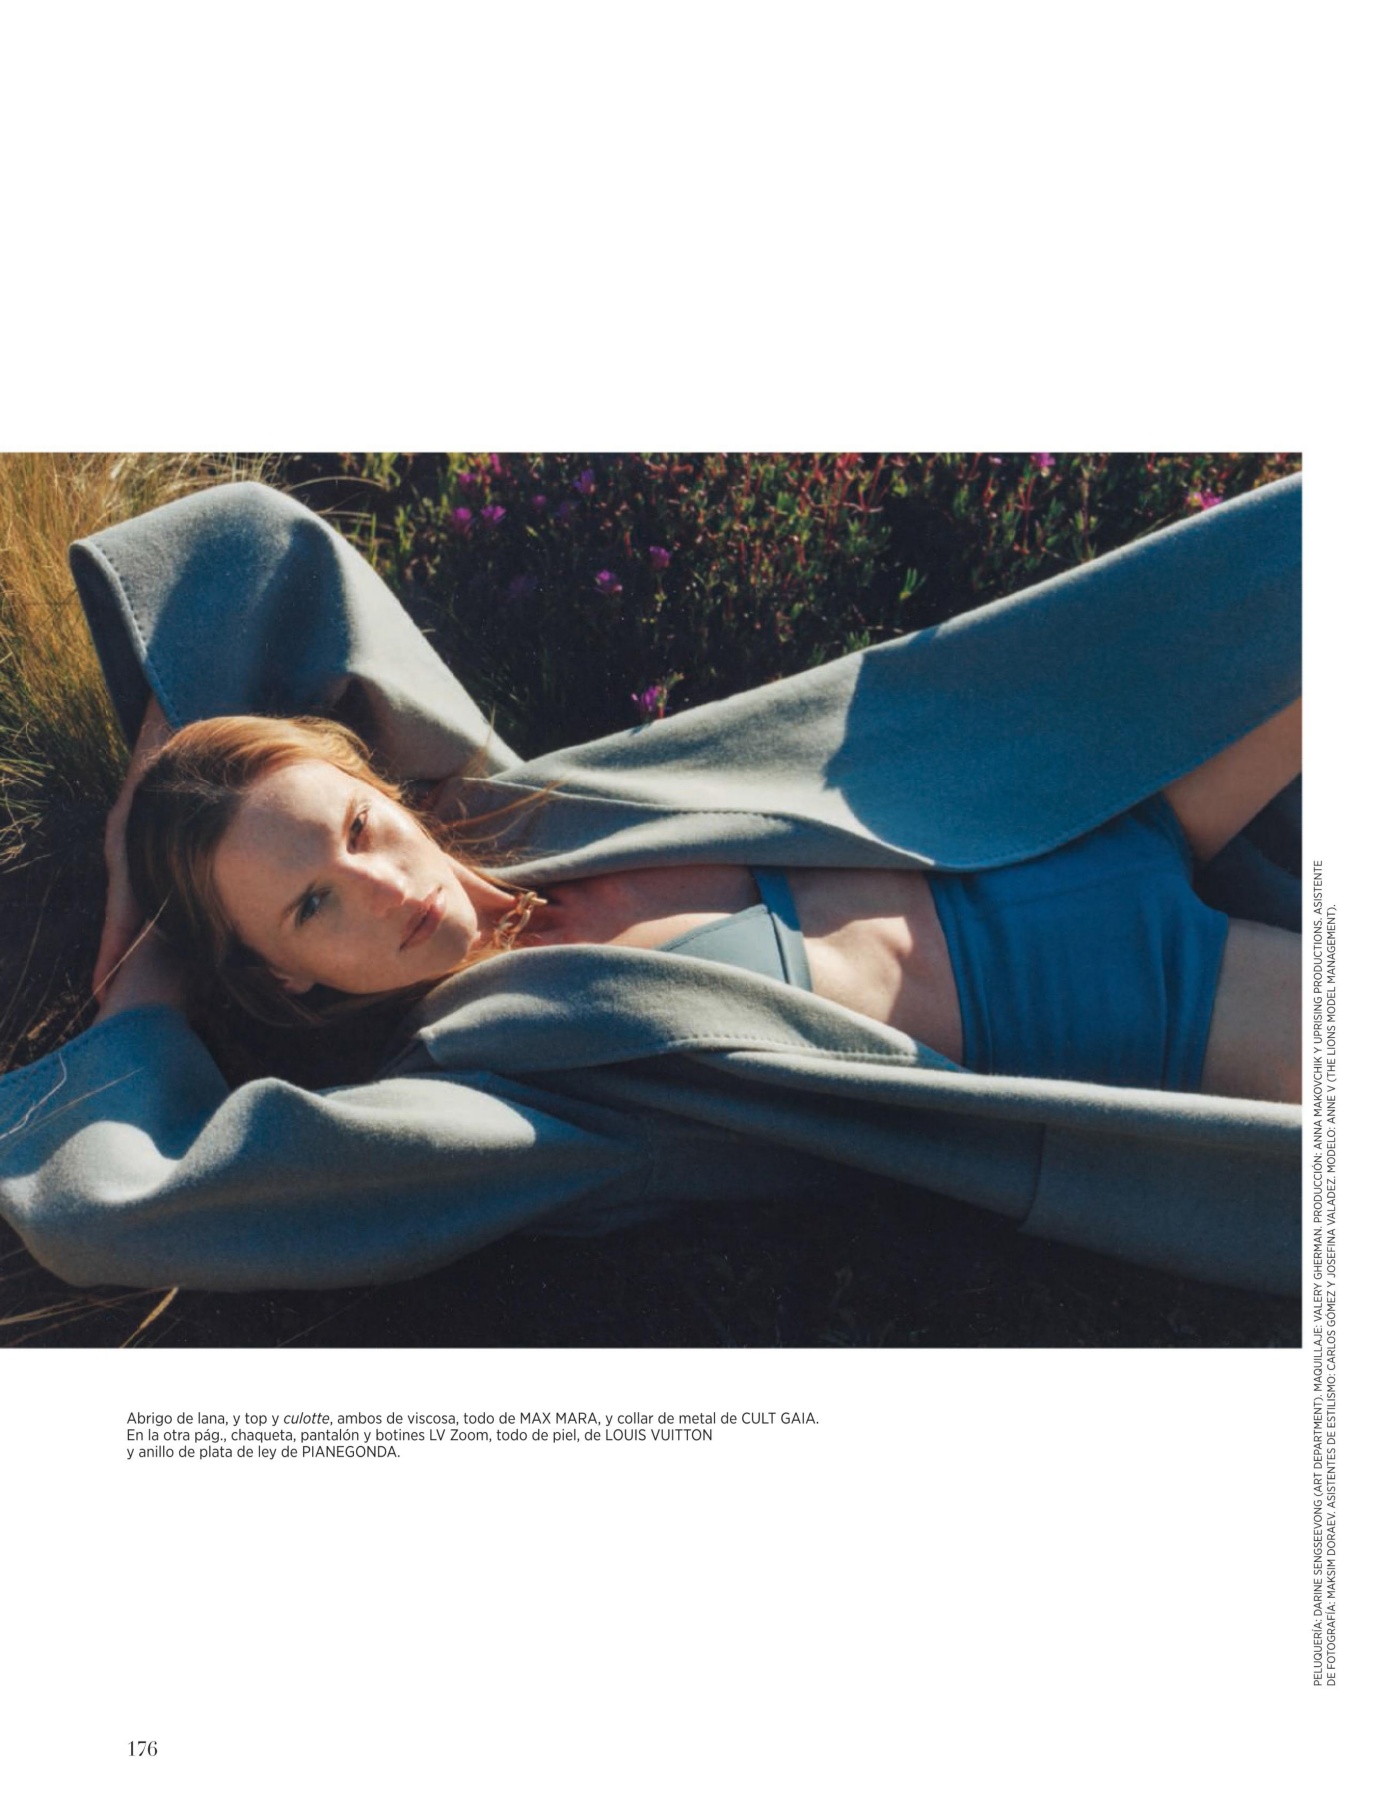 Abrigo de lana, y top y culotte, ambos de viscosa, todo de MAX MARA, y collar de metal de CULT GAIA.
En la otra pág., chaqueta, pantalón y botines LV Zoom, todo de piel, de LOUIS VUITTON
y anillo de plata de ley de PIANEGONDA.
PELUQUERÍA: DARINE SENGSEEVONG (ART DEPARTMENT). MAQUILLAJE: VALERY GHERMAN. PRODUCCIÓN: ANNA MAKOVCHIK Y UPRISING PRODUCTIONS. ASISTENTE
DE FOTOGRAFÍA: MAKSIM DORAEV. ASISTENTES DE ESTILISMO: CARLOS GÓMEZ Y JOSEFINA VALADEZ. MODELO: ANNE V (THE LIONS MODEL MANAGEMENT).
176